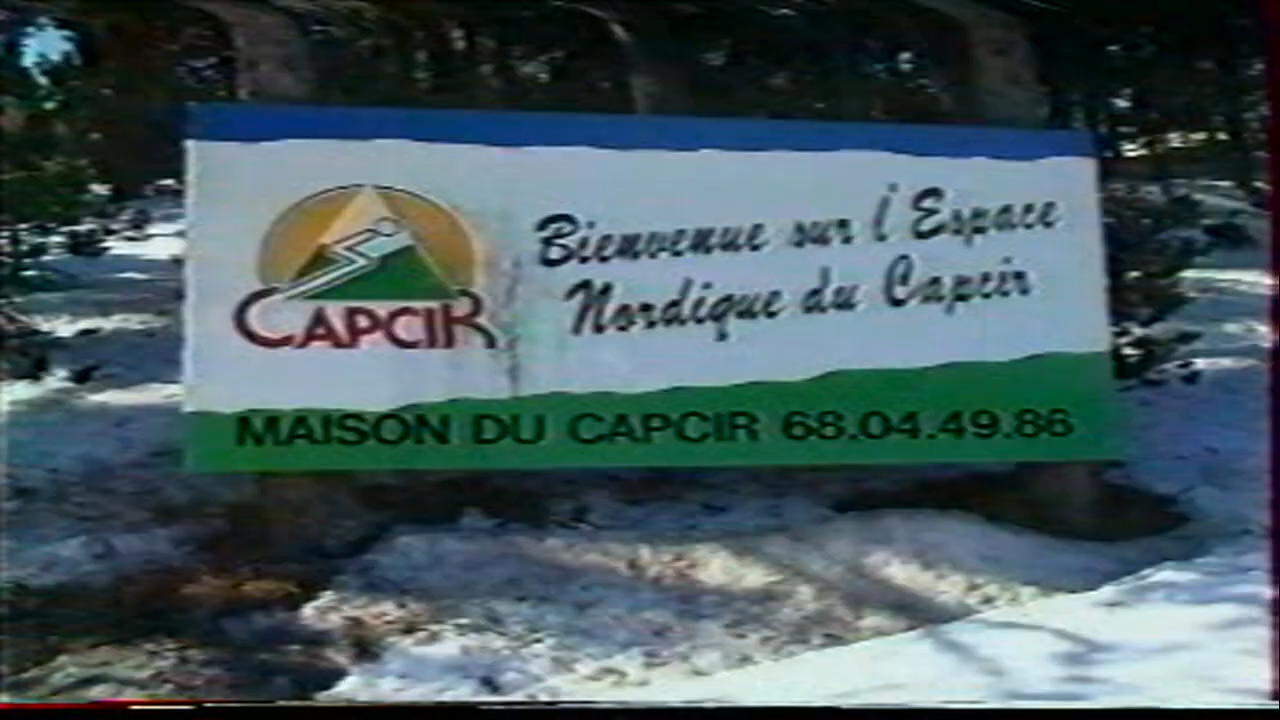 CAPCIR
Bienvenue sur l'Espace
Nordique du Capcir
MAISON DU CAPCIR 68.04.49.86